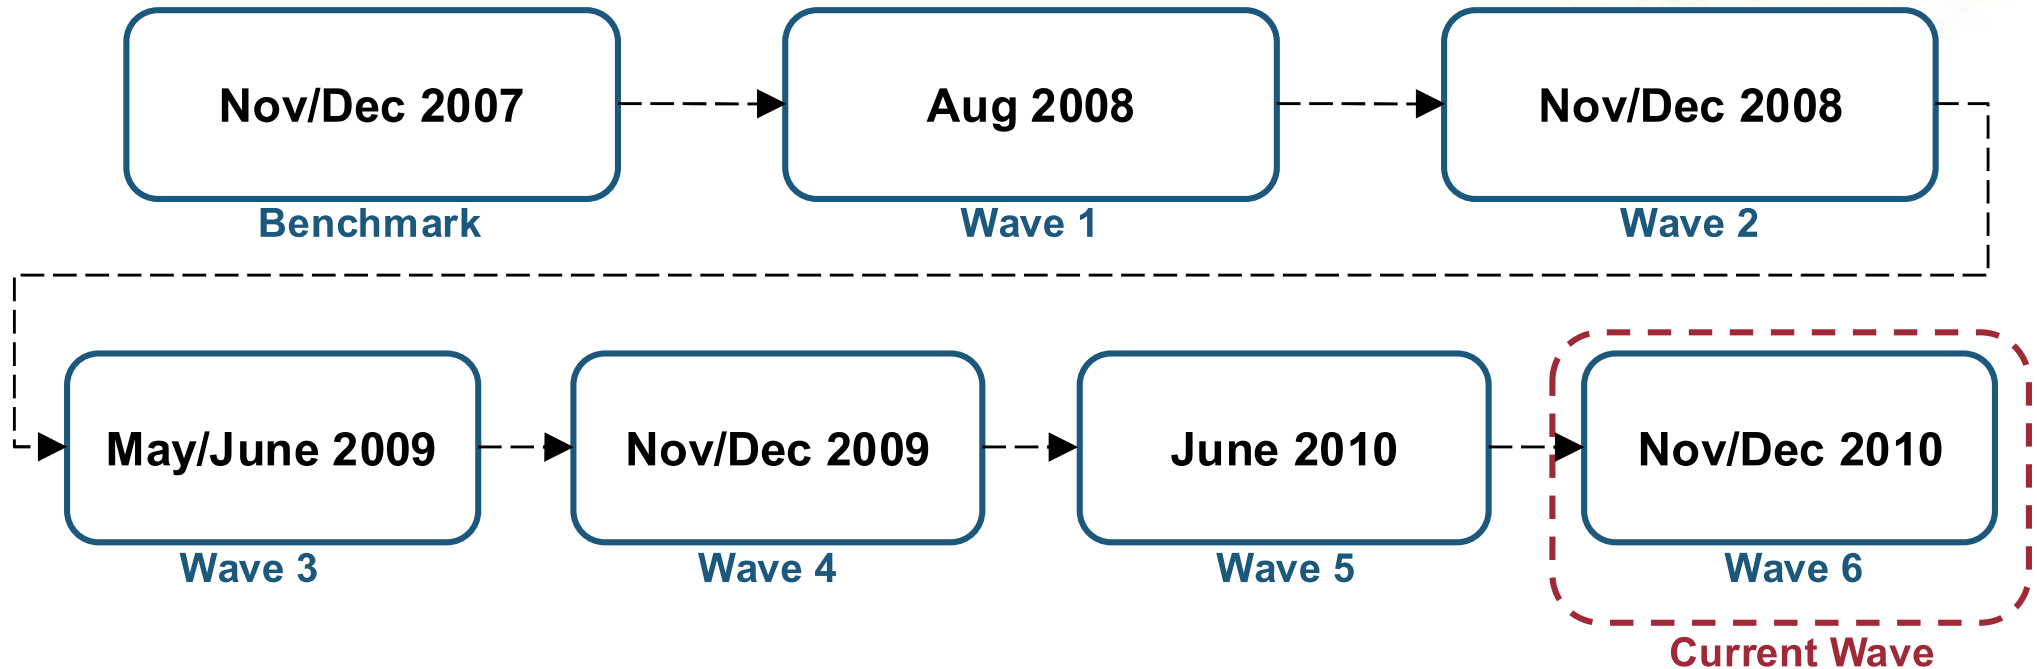 Nov/Dec 2007
Aug 2008
Nov/Dec 2008
Benchmark
Wave 1
Wave 2
May/June 2009
Nov/Dec 2009
June 2010
Nov/Dec 2010
Wave 3
Wave 4
Wave 5
Wave 6
Current Wave